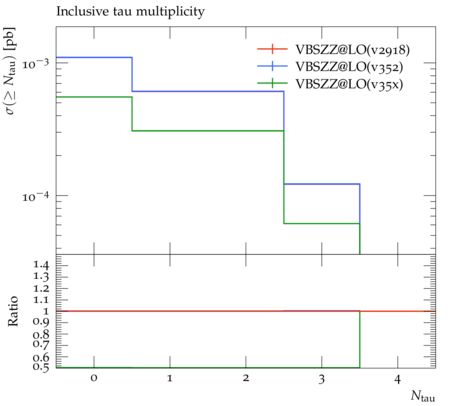 Inclusive tau multiplicity
σ(≥ Ntau) [pb]
VBSZZ@LO(v2918)
VBSZZ@LO(v352)
VBSZZ@LO(v35x)
10⁻³
10⁻⁴
Ratio
1.4
1.3
1.2
1.1
1
0.9
0.8
0.7
0.6
0.5
0 1 2 3 4
Ntau